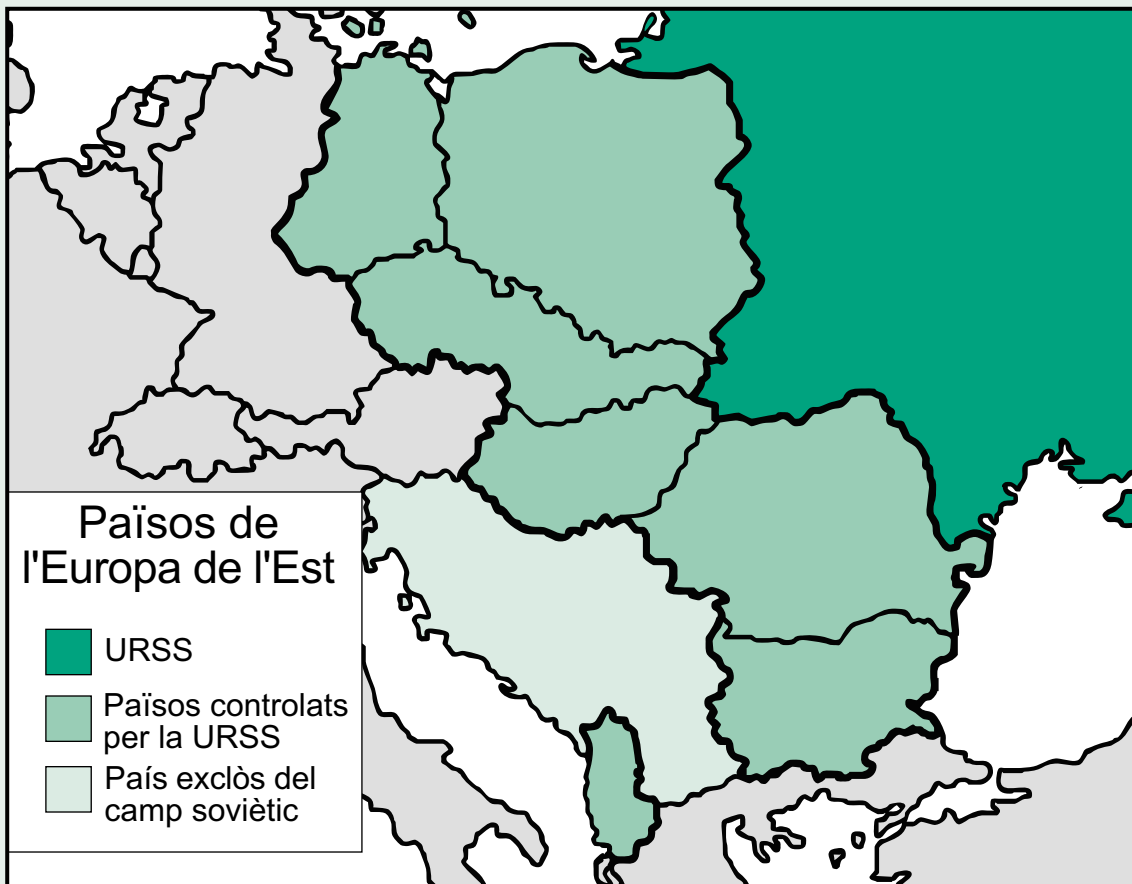 Països de
l'Europa de l'Est
URSS
Països controlats
per la URSS
País exclòs del
camp soviètic